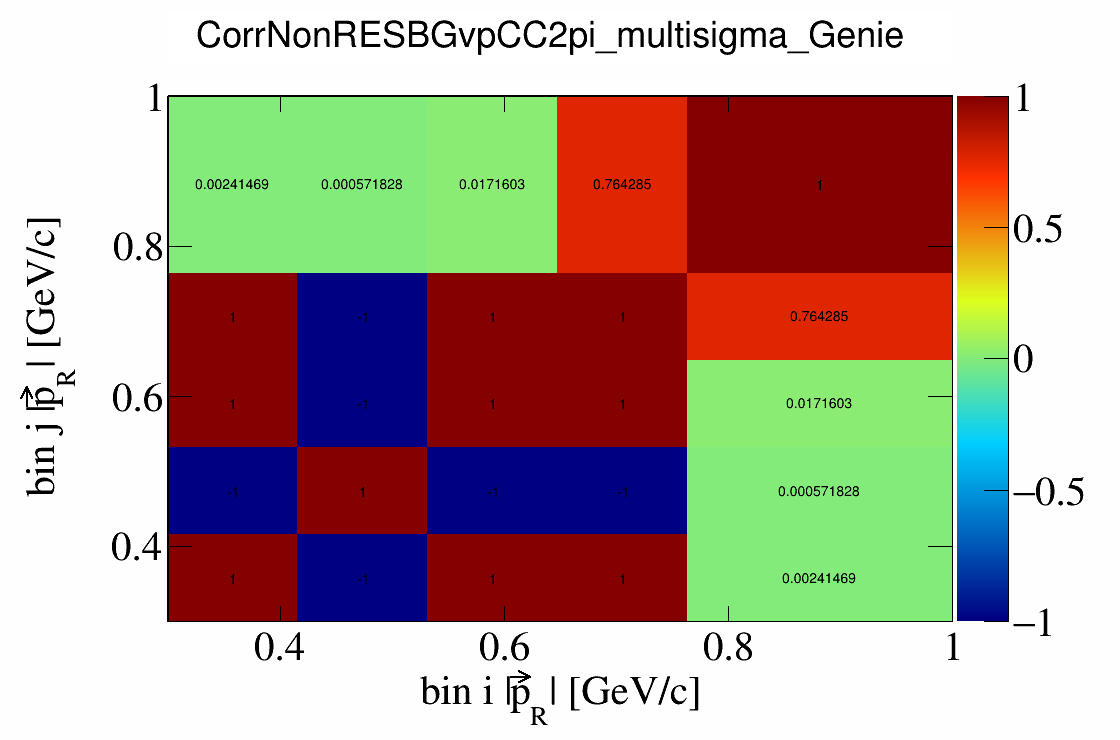 CorrNonRESBGvpCC2pi_multisigma_Genie
bin j |p⃗_R| [GeV/c]
1
0.8
0.6
0.4
0.00241469 0.000571828 0.0171603 0.764285 1
1 -1 1 1 0.764285
1 -1 1 1 0.0171603
-1 1 -1 -1 0.000571828
1 -1 1 1 0.00241469
0.4 0.6 0.8 1
bin i |p⃗_R| [GeV/c]
1
0.5
0
−0.5
−1